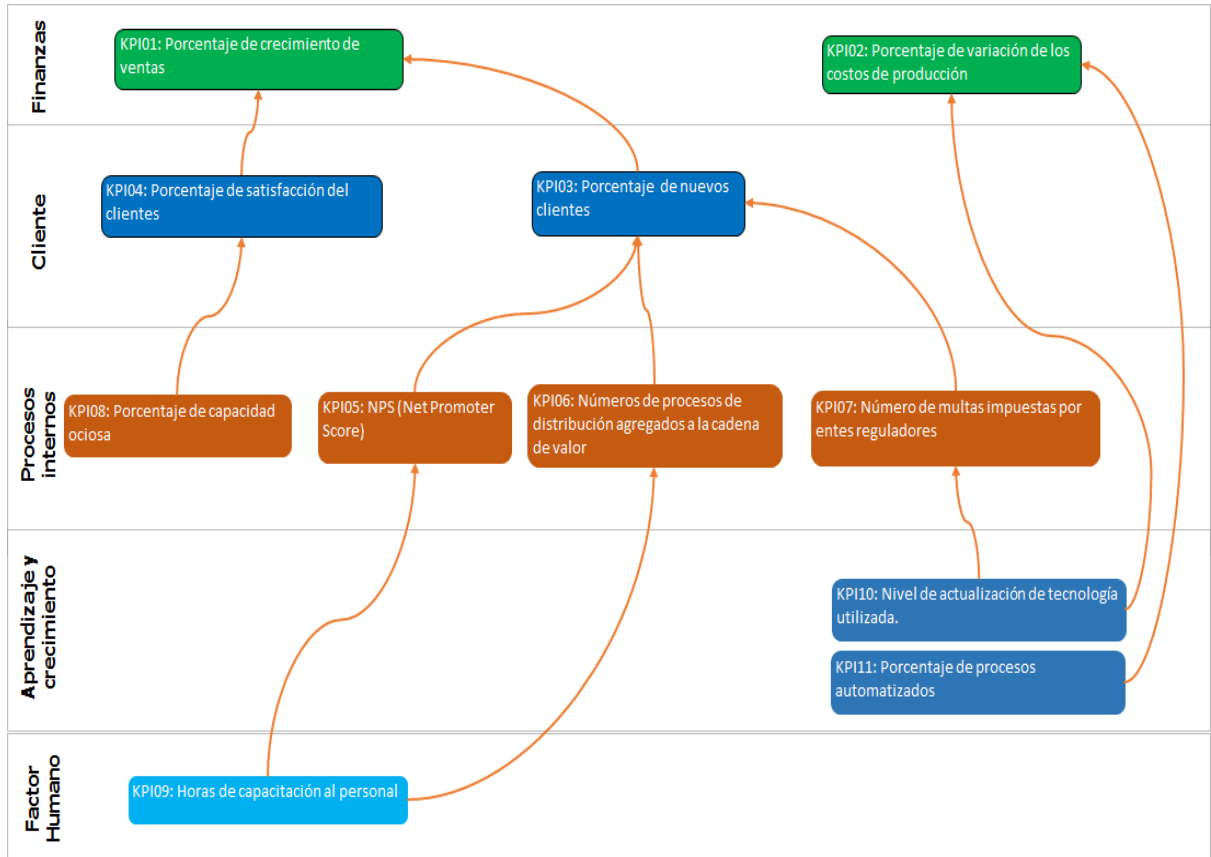 Finanzas
KPI01: Porcentaje de crecimiento de
ventas
KPI02: Porcentaje de variación de los
costos de producción
Cliente
KPI04: Porcentaje de satisfacción del
clientes
KPI03: Porcentaje de nuevos
clientes
Procesos
internos
KPI08: Porcentaje de capacidad
ociosa
KPI05: NPS (Net Promoter
Score)
KPI06: Números de procesos de
distribución agregados a la cadena
de valor
KPI07: Número de multas impuestas por
entes reguladores
Aprendizaje y
crecimiento
KPI10: Nivel de actualización de tecnología
utilizada.
KPI11: Porcentaje de procesos
automatizados
Factor
Humano
KPI09: Horas de capacitación al personal